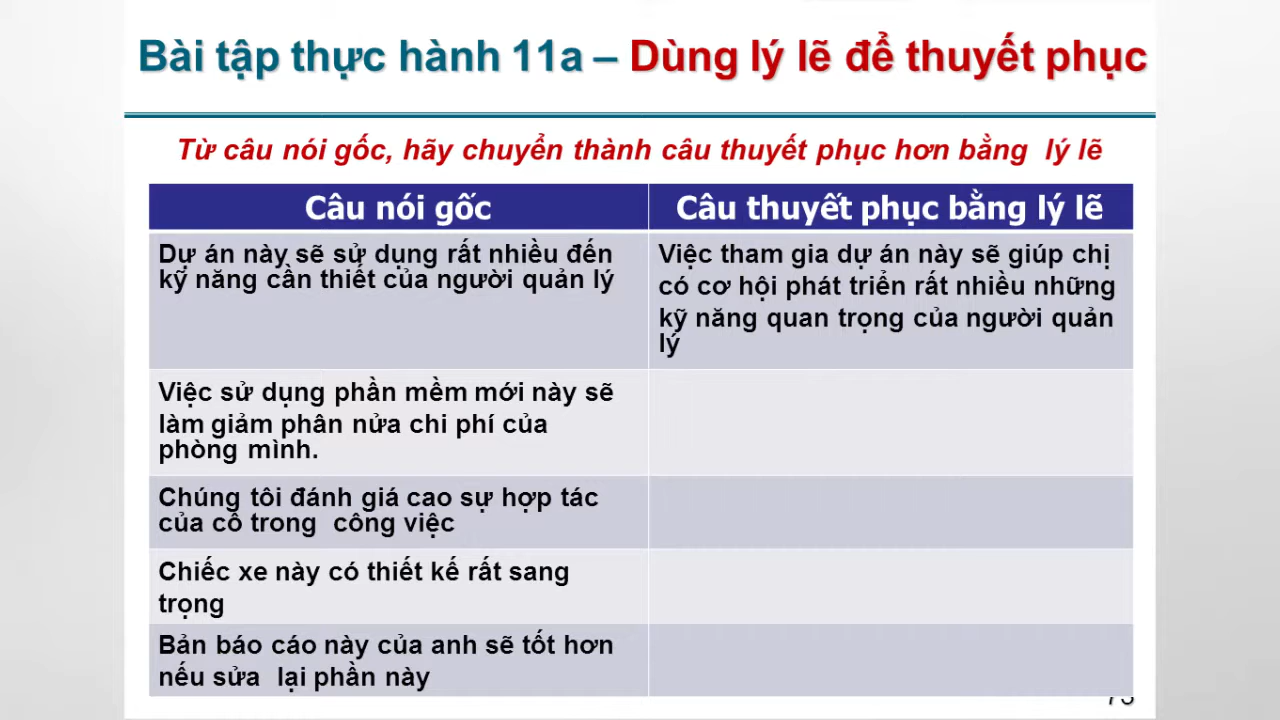 Bài tập thực hành 11a – Dùng lý lẽ để thuyết phục
Từ câu nói gốc, hãy chuyển thành câu thuyết phục hơn bằng lý lẽ
Câu nói gốc
Câu thuyết phục bằng lý lẽ
Dự án này sẽ sử dụng rất nhiều đến
kỹ năng cần thiết của người quản lý
Việc tham gia dự án này sẽ giúp chị
có cơ hội phát triển rất nhiều những
kỹ năng quan trọng của người quản
lý
Việc sử dụng phần mềm mới này sẽ
làm giảm phân nửa chi phí của
phòng mình.
Chúng tôi đánh giá cao sự hợp tác
của cô trong công việc
Chiếc xe này có thiết kế rất sang
trọng
Bản báo cáo này của anh sẽ tốt hơn
nếu sửa lại phần này